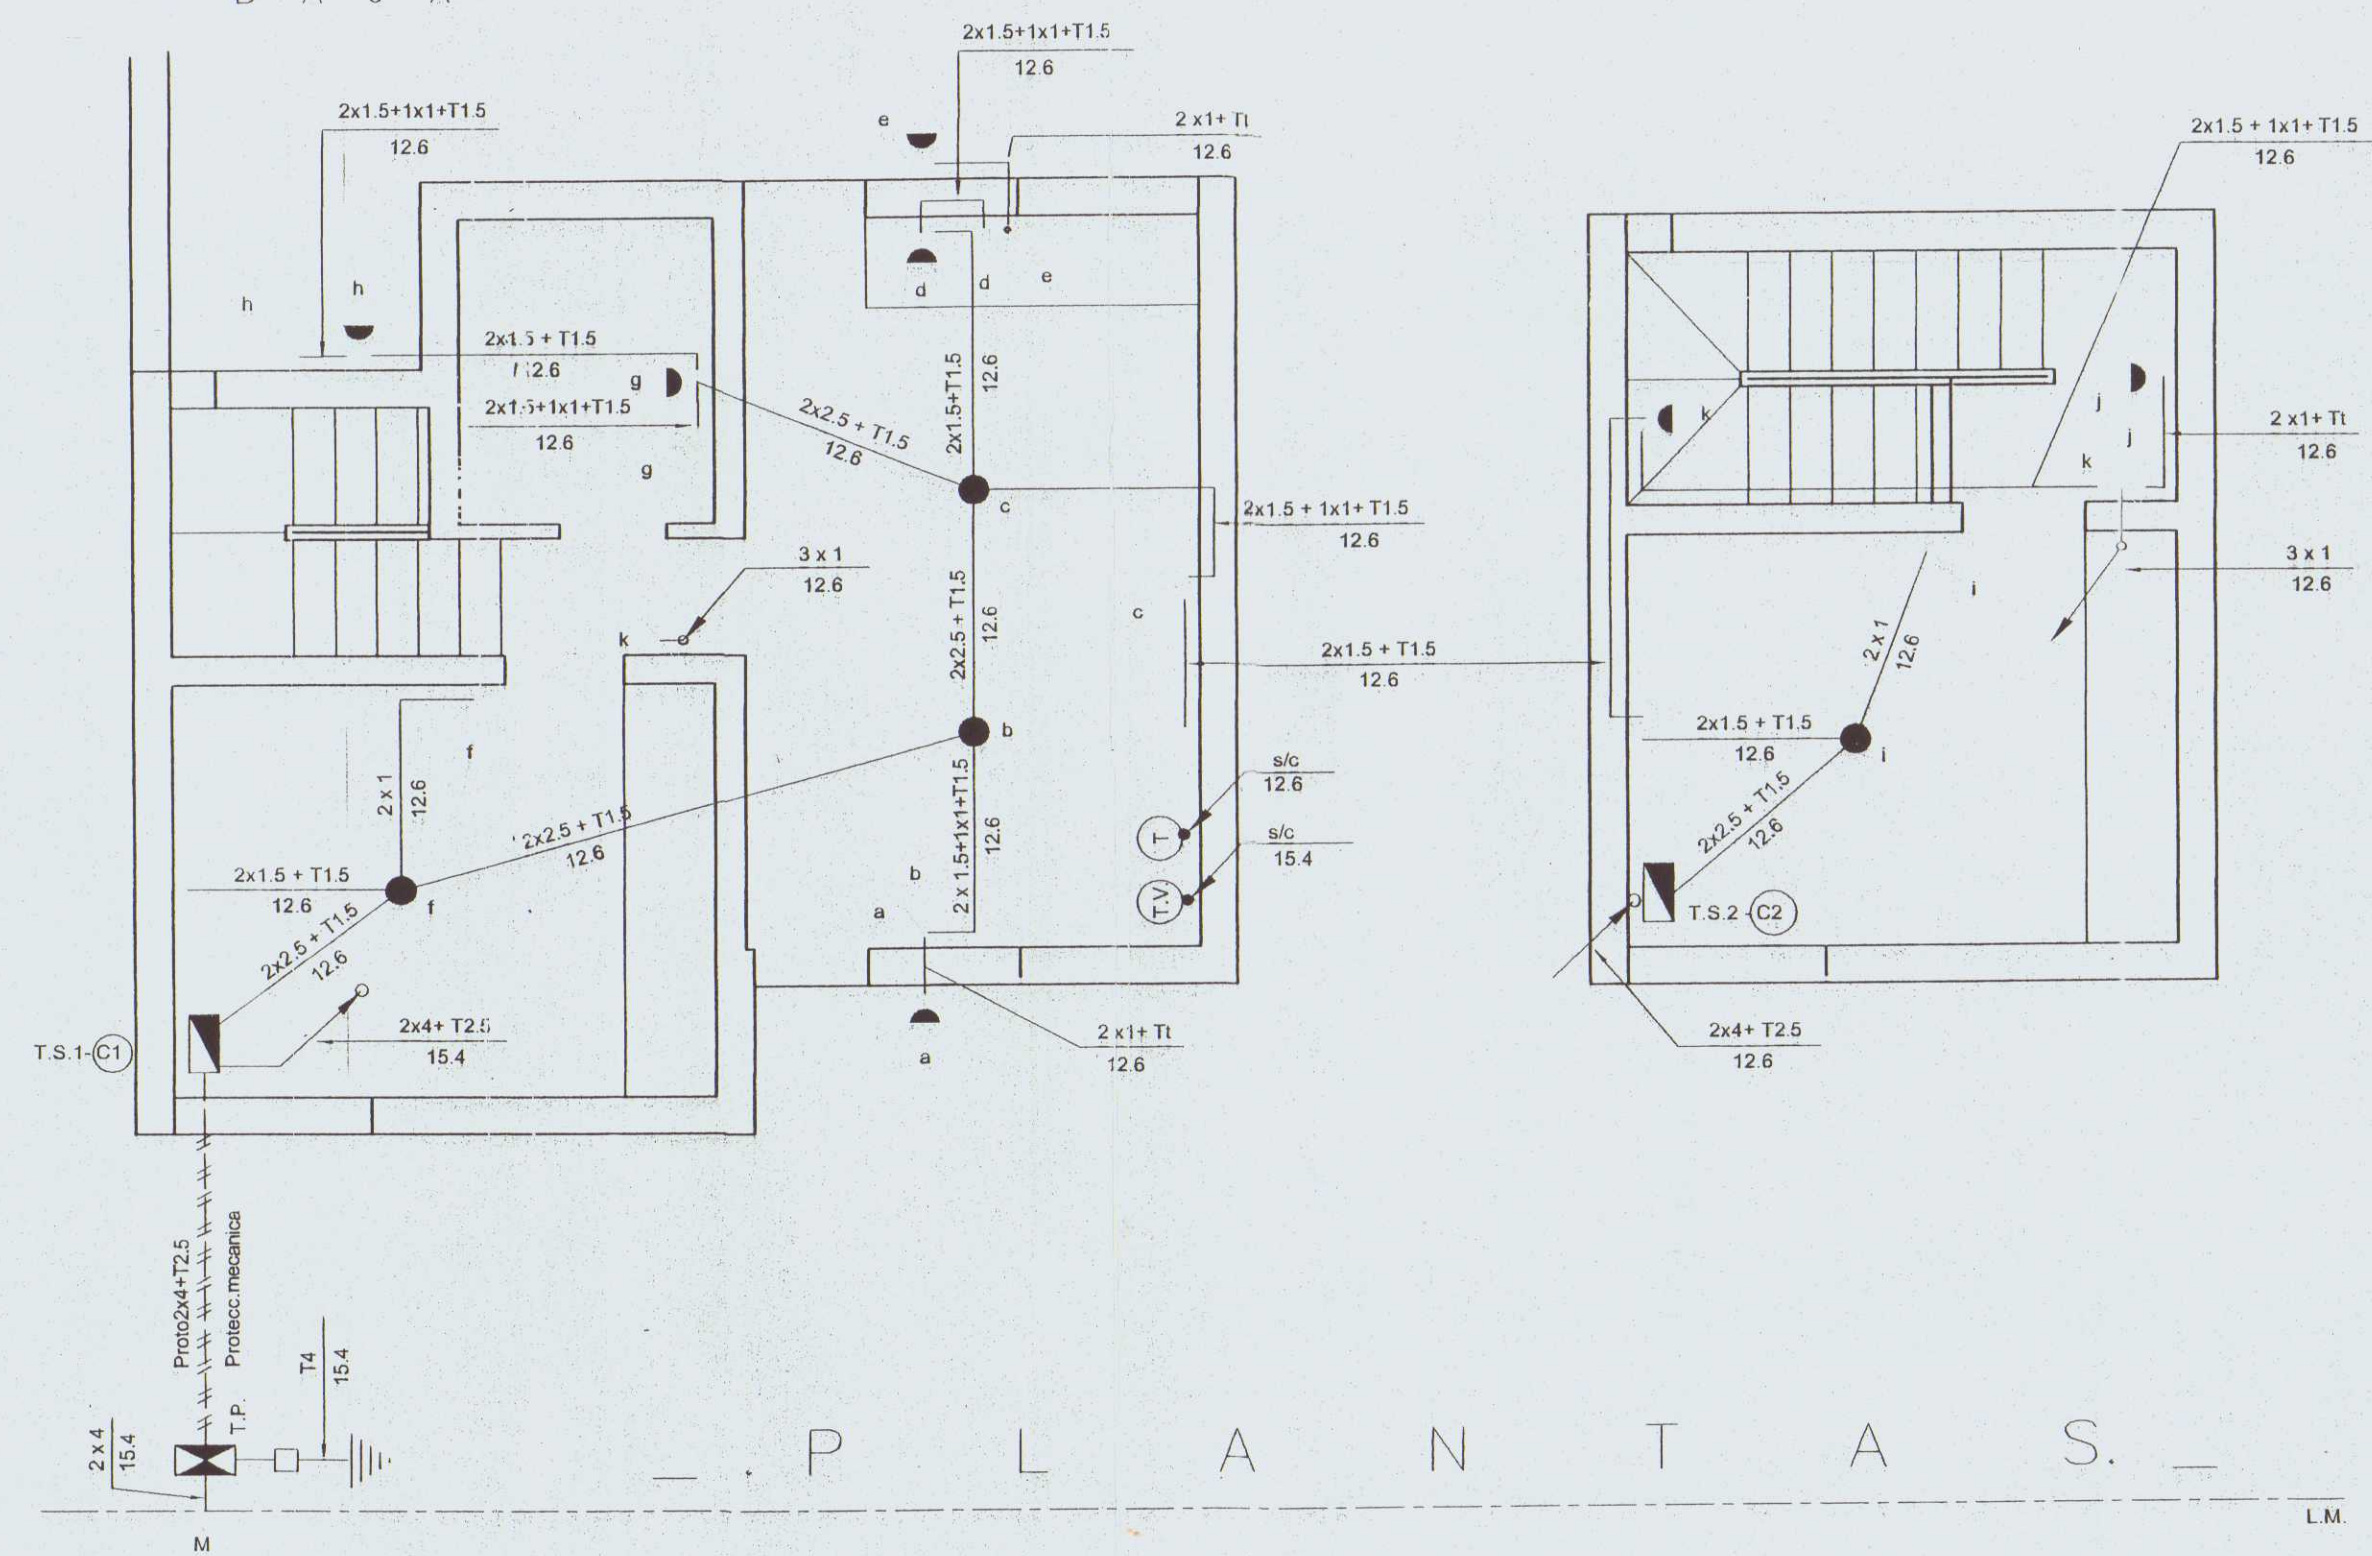 2x1.5+1x1+T1.5
12.6
2x1.5+1x1+T1.5
12.6
e
2 x1+ Tt
12.6
2x1.5 + 1x1+ T1.5
12.6
h
h
d
d
e
2x1.5 + T1.5
12.6
g
2x1.5+1x1+T1.5
12.6
g
2x2.5 + T1.5
12.6
2x1.5+T1.5
12.6
c
2x1.5 + 1x1+ T1.5
12.6
k
j
j
k
2 x1+ Tt
12.6
3 x 1
12.6
k
2x2.5 + T1.5
12.6
c
2x1.5 + T1.5
12.6
i
3 x 1
12.6
2 x 1
12.6
f
2 x 1
12.6
b
2x2.5 + T1.5
12.6
2 x 1.5+1x1+T1.5
12.6
s/c
12.6
T
s/c
15.4
T.V.
2x1.5 + T1.5
12.6
i
2x2.5 + T1.5
12.6
T.S.2 - C2
2x1.5 + T1.5
12.6
f
2x2.5 + T1.5
12.6
b
a
2x4+ T2.5
15.4
T.S.1- C1
2 x1+ Tt
12.6
a
2x4+ T2.5
12.6
Proto2x4+T2.5
Protecc.mecanica
T4
15.4
T.P.
2 x 4
15.4
_ . P L A N T A S. _
L.M.
M